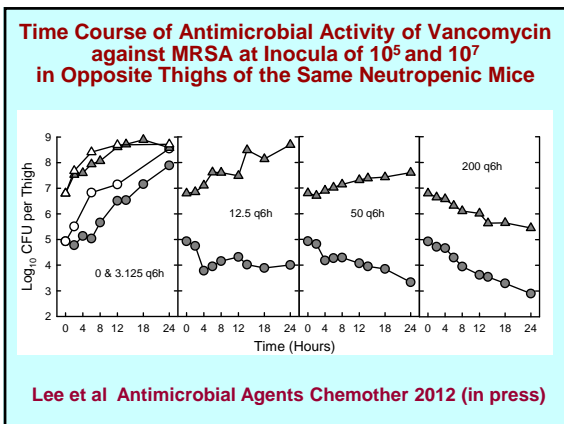 Time Course of Antimicrobial Activity of Vancomycin
against MRSA at Inocula of 10⁵ and 10⁷
in Opposite Thighs of the Same Neutropenic Mice
Log₁₀ CFU per Thigh
9
8
7
6
5
4
3
2
0 & 3.125 q6h
12.5 q6h
50 q6h
200 q6h
0 4 8 12 18 24 0 4 8 12 18 24 0 4 8 12 18 24 0 4 8 12 18 24
Time (Hours)
Lee et al Antimicrobial Agents Chemother 2012 (in press)